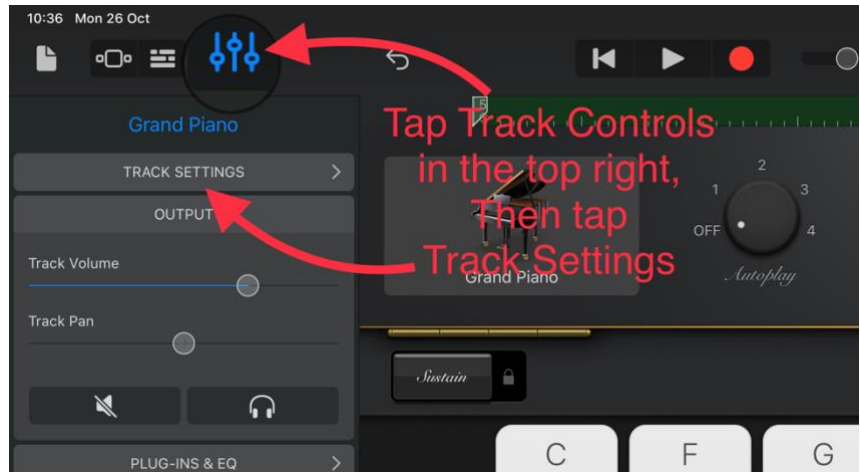 10:36 Mon 26 Oct
Grand Piano
TRACK SETTINGS
OUTPUT
Track Volume
Track Pan
PLUG-INS & EQ
5
Tap Track Controls
in the top right,
Then tap
Track Settings
Grand Piano
OFF 1 2 3 4
Autoplay
Sustain
C F G